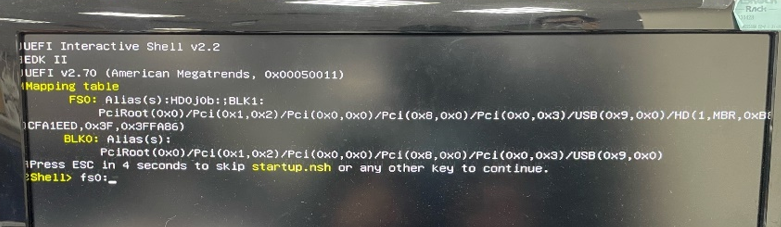 Rack
UEFI Interactive Shell v2.2
EDK II
UEFI v2.70 (American Megatrends, 0x00050011)
Mapping table
FS0: Alias(s):HD0j0b:;BLK1:
PciRoot(0x0)/Pci(0x1,0x2)/Pci(0x0,0x0)/Pci(0x8,0x0)/Pci(0x0,0x3)/USB(0x9,0x0)/HD(1,MBR,
CFA1EED,0x3F,0x3FFA86)
BLK0: Alias(s):
PciRoot(0x0)/Pci(0x1,0x2)/Pci(0x0,0x0)/Pci(0x8,0x0)/Pci(0x0,0x3)/USB(0x9,0x0)
Press ESC in 4 seconds to skip startup.nsh or any other key to continue.
Shell> fs0:_